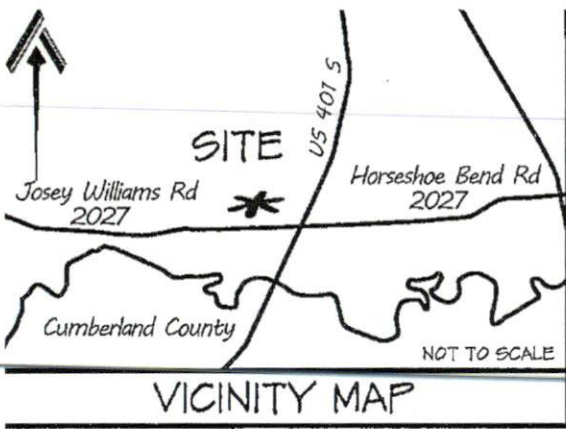 SITE
US 401 S
Josey Williams Rd
2027
Horseshoe Bend Rd
2027
Cumberland County
NOT TO SCALE
VICINITY MAP